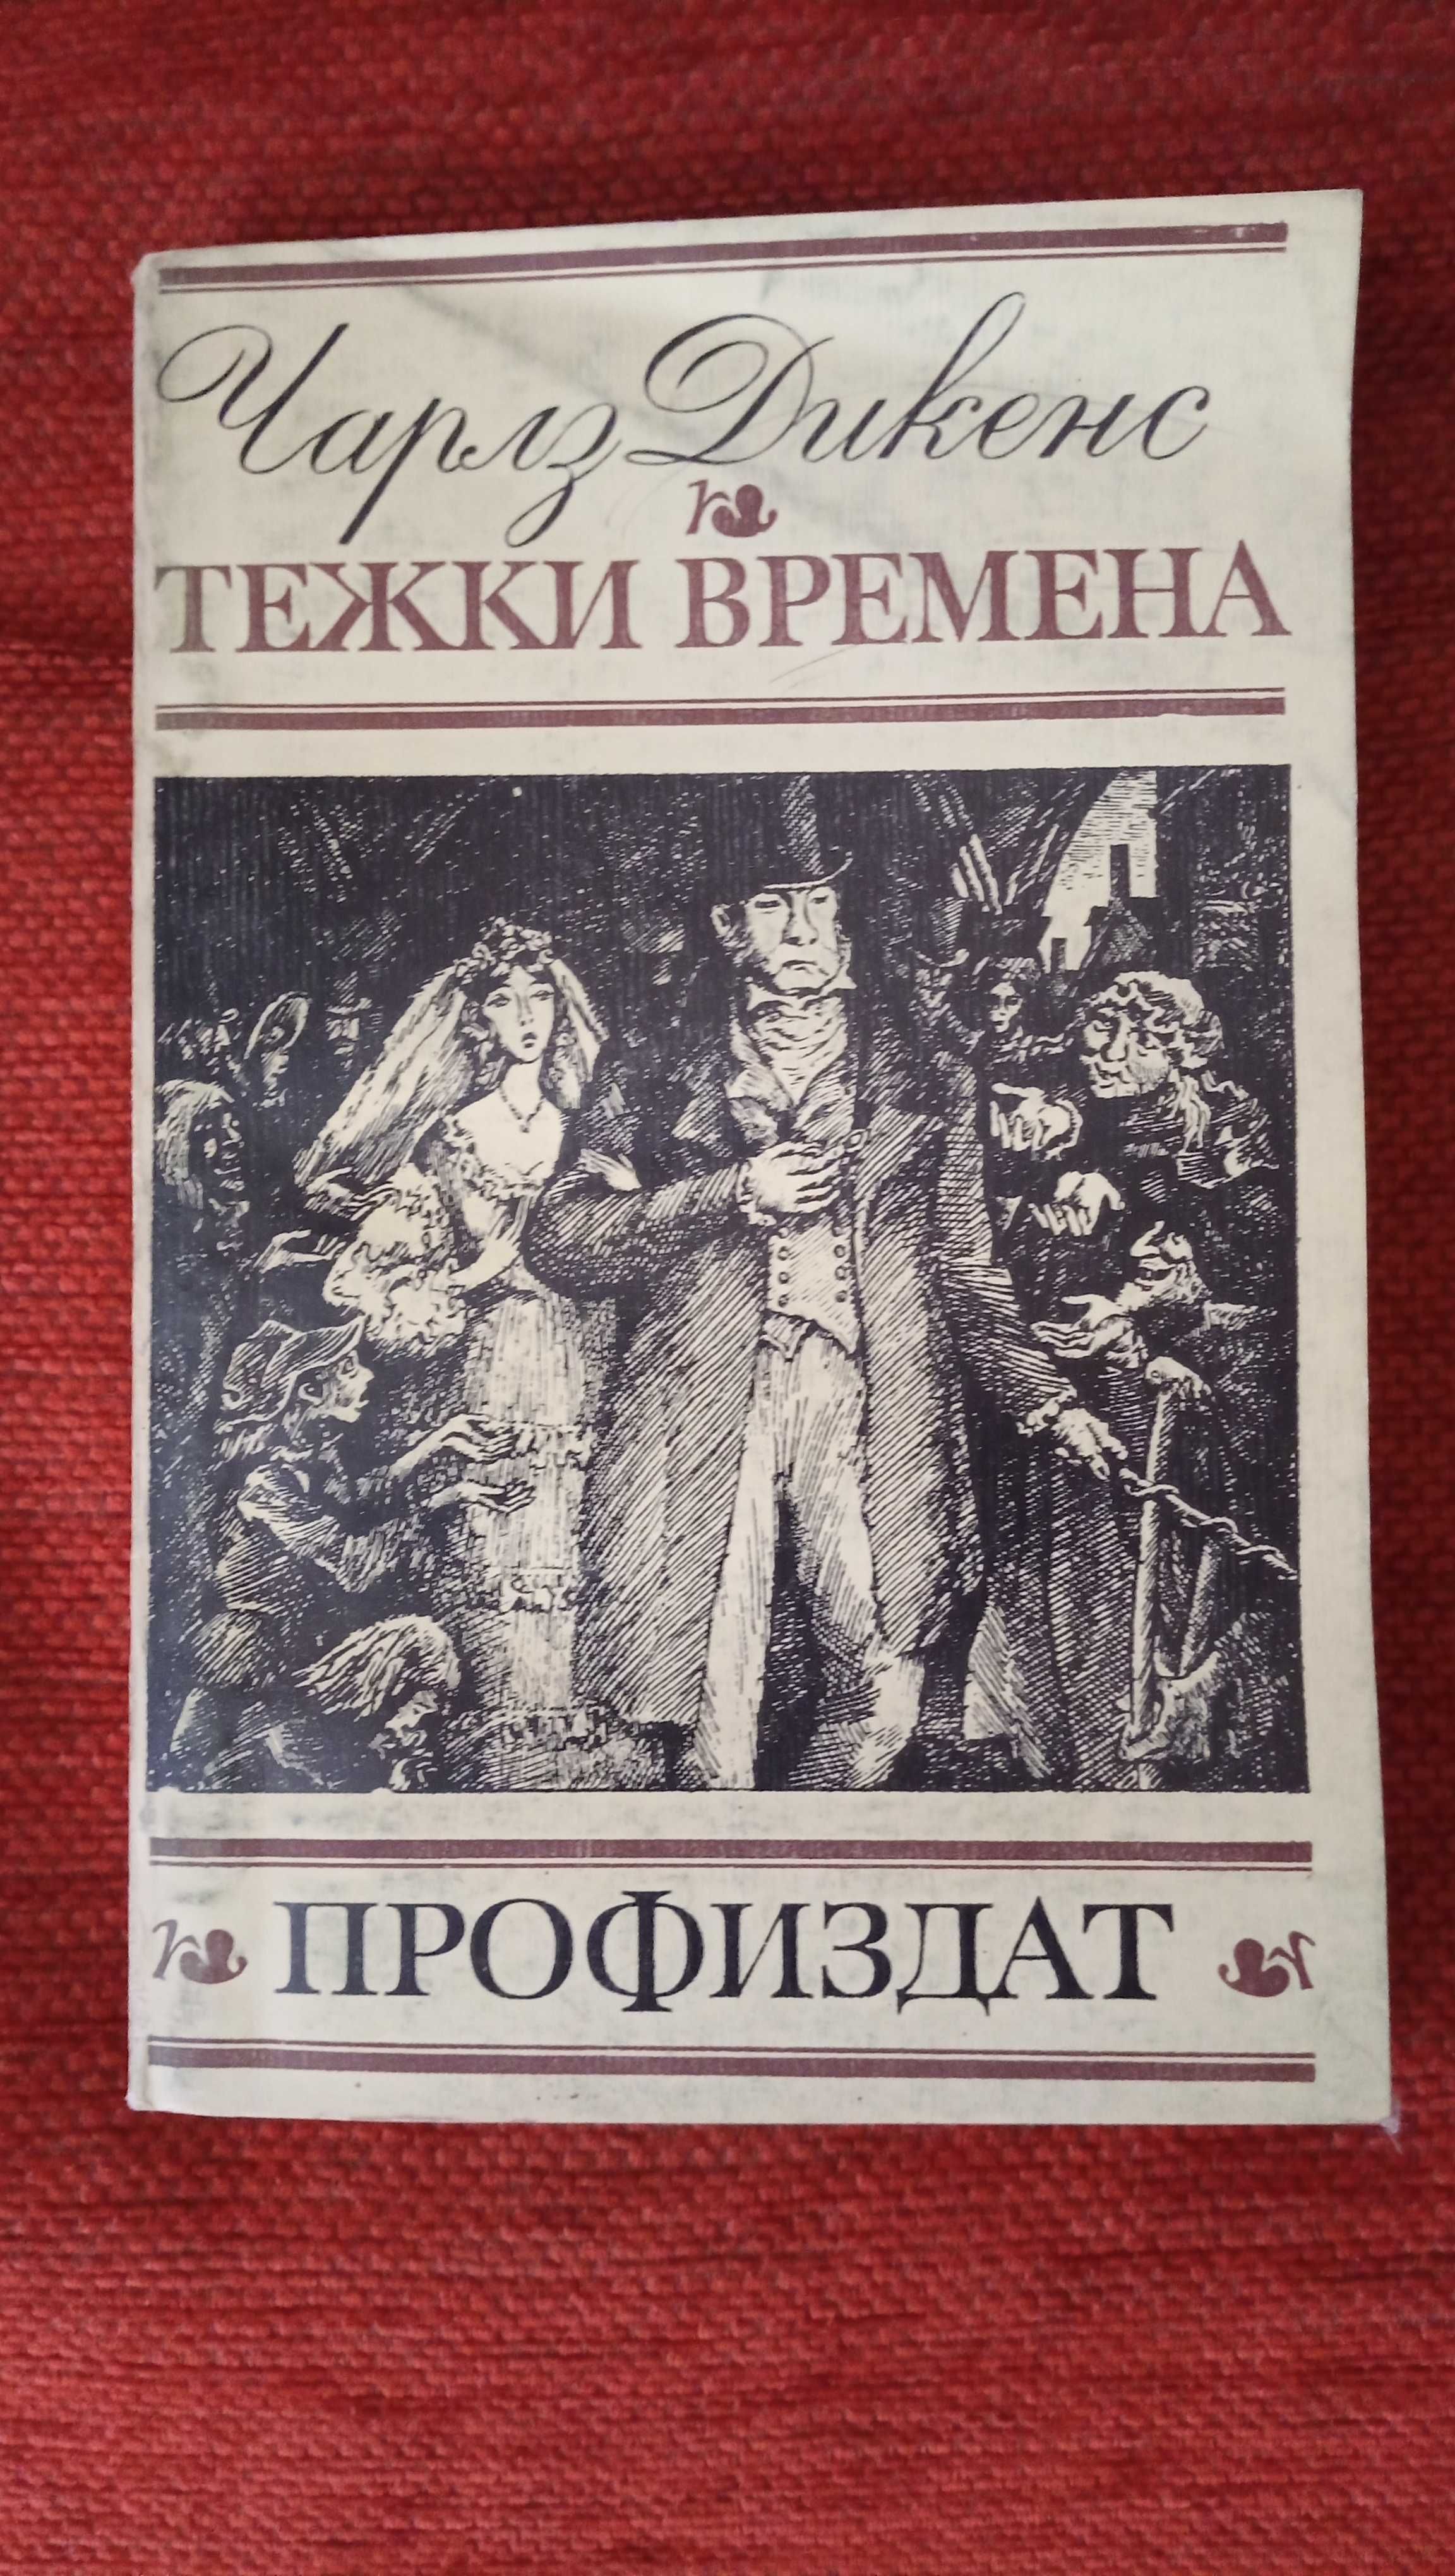 Чарлз Дикенс
ТЕЖКИ ВРЕМЕНА
ПРОФИЗДАТ